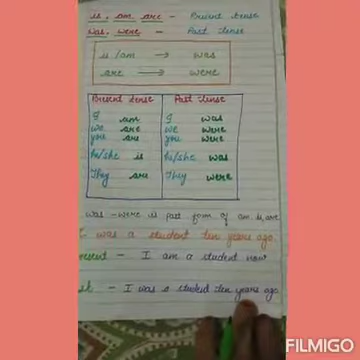 is, am are - Present tense
was, were - Past tense
is/am → was
are → were
Present tense Past tense
I am I was
we are we were
you are you were
he/she is he/she was
They are They were
was - were is past form of am is, are
I was a student ten years ago
resent - I am a student now
- I was a student ten years ago
FILMIGO